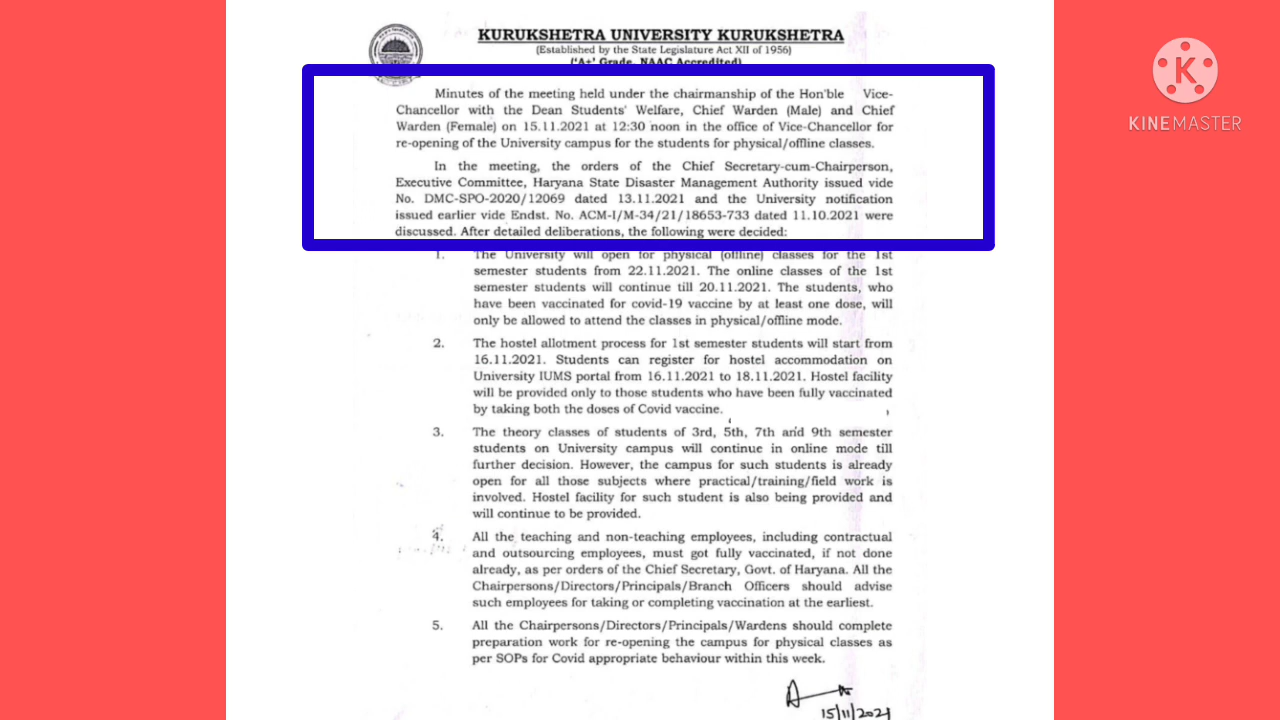 KURUKSHETRA UNIVERSITY KURUKSHETRA
(Established by the State Legislature Act XII of 1956)
('A+' Grade, NAAC Accredited)
Minutes of the meeting held under the chairmanship of the Hon'ble Vice-
Chancellor with the Dean Students' Welfare, Chief Warden (Male) and Chief
Warden (Female) on 15.11.2021 at 12:30 noon in the office of Vice-Chancellor for
re-opening of the University campus for the students for physical/offline classes.
In the meeting, the orders of the Chief Secretary-cum-Chairperson,
Executive Committee, Haryana State Disaster Management Authority issued vide
No. DMC-SPO-2020/12069 dated 13.11.2021 and the University notification
issued earlier vide Endst. No. ACM-I/M-34/21/18653-733 dated 11.10.2021 were
discussed. After detailed deliberations, the following were decided:
1. The University will open for physical (offline) classes for the 1st
semester students from 22.11.2021. The online classes of the 1st
semester students will continue till 20.11.2021. The students, who
have been vaccinated for covid-19 vaccine by at least one dose, will
only be allowed to attend the classes in physical/offline mode.
2. The hostel allotment process for 1st semester students will start from
16.11.2021. Students can register for hostel accommodation on
University IUMS portal from 16.11.2021 to 18.11.2021. Hostel facility
will be provided only to those students who have been fully vaccinated
by taking both the doses of Covid vaccine.
3. The theory classes of students of 3rd, 5th, 7th and 9th semester
students on University campus will continue in online mode till
further decision. However, the campus for such students is already
open for all those subjects where practical/training/field work is
involved. Hostel facility for such student is also being provided and
will continue to be provided.
4. All the teaching and non-teaching employees, including contractual
and outsourcing employees, must got fully vaccinated, if not done
already, as per orders of the Chief Secretary, Govt. of Haryana. All the
Chairpersons/Directors/Principals/Branch Officers should advise
such employees for taking or completing vaccination at the earliest.
5. All the Chairpersons/Directors/Principals/Wardens should complete
preparation work for re-opening the campus for physical classes as
per SOPs for Covid appropriate behaviour within this week.
15/11/2021
K
KINEMASTER